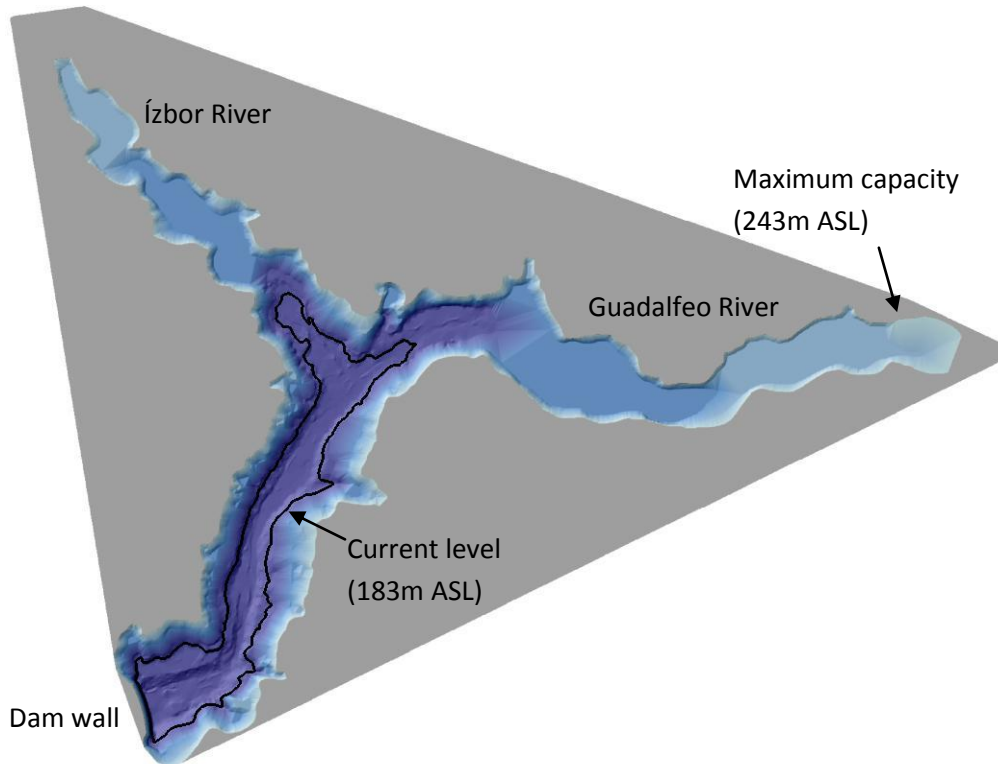 Ízbor River
Maximum capacity
(243m ASL)
Guadalfeo River
Current level
(183m ASL)
Dam wall